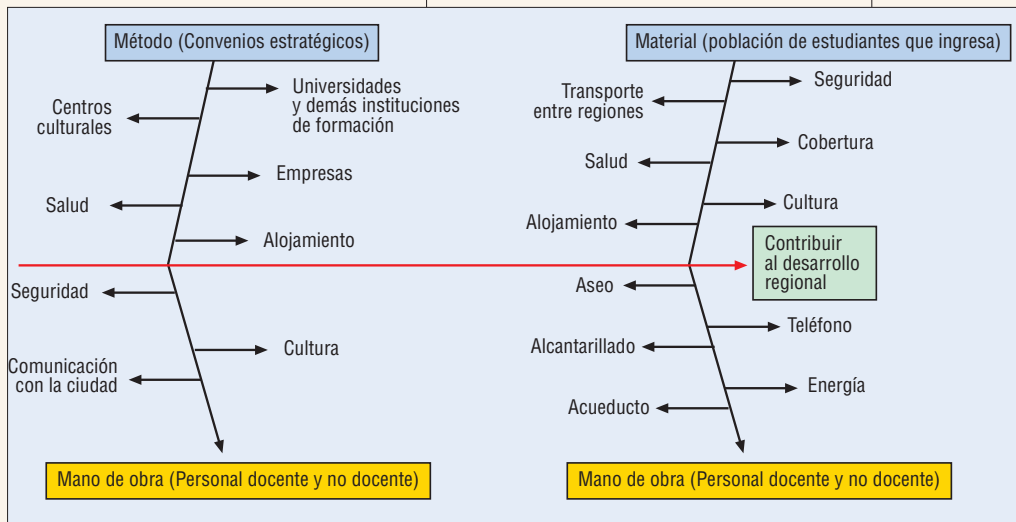 Método (Convenios estratégicos)
Universidades
y demás instituciones
de formación
Centros
culturales
Empresas
Salud
Alojamiento
Seguridad
Cultura
Comunicación
con la ciudad
Mano de obra (Personal docente y no docente)
Material (población de estudiantes que ingresa)
Seguridad
Transporte
entre regiones
Cobertura
Salud
Cultura
Alojamiento
Contribuir
al desarrollo
regional
Aseo
Teléfono
Alcantarillado
Energía
Acueducto
Mano de obra (Personal docente y no docente)